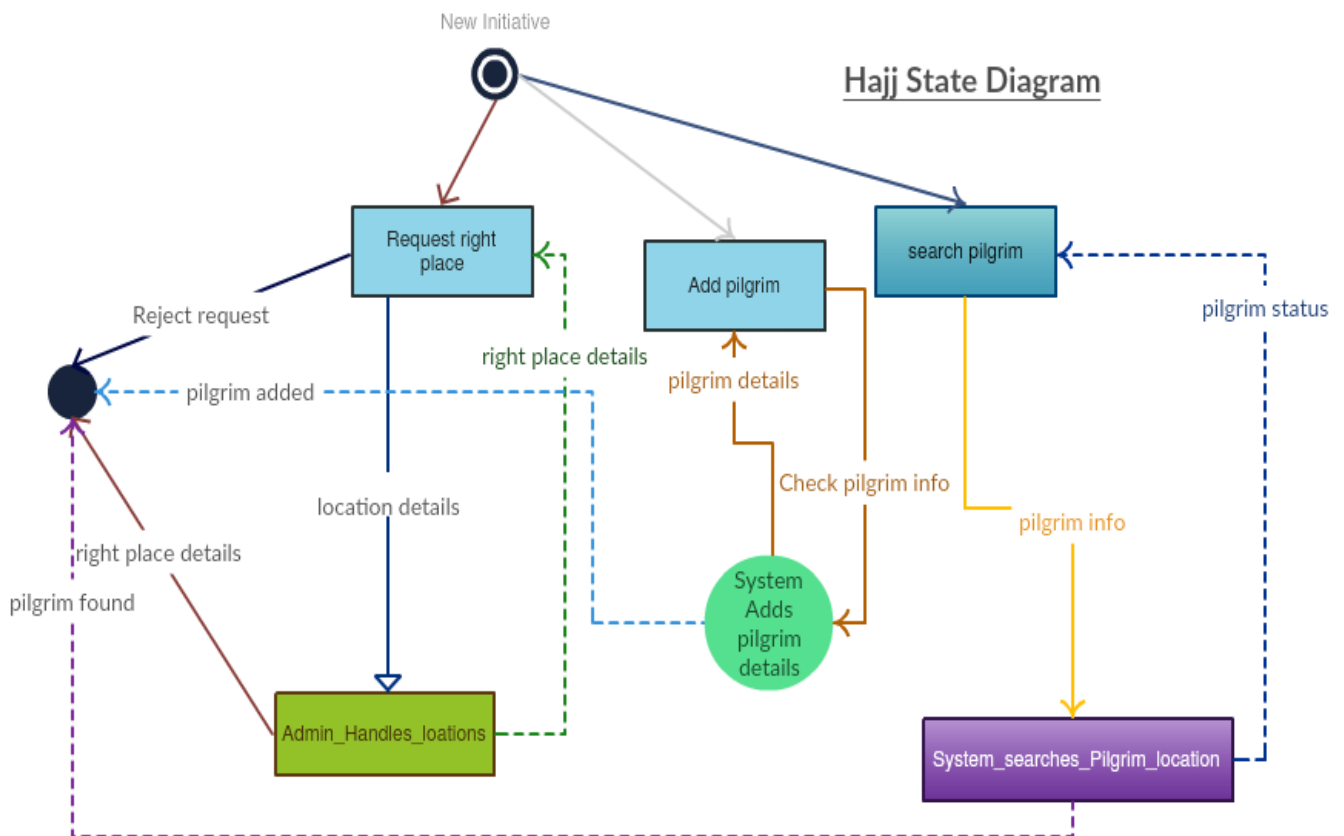 New Initiative
Hajj State Diagram
Request right
place
Add pilgrim
search pilgrim
Reject request
right place details
pilgrim status
pilgrim details
pilgrim added
Check pilgrim info
location details
pilgrim info
right place details
pilgrim found
System
Adds
pilgrim
details
Admin_Handles_loations
System_searches_Pilgrim_location